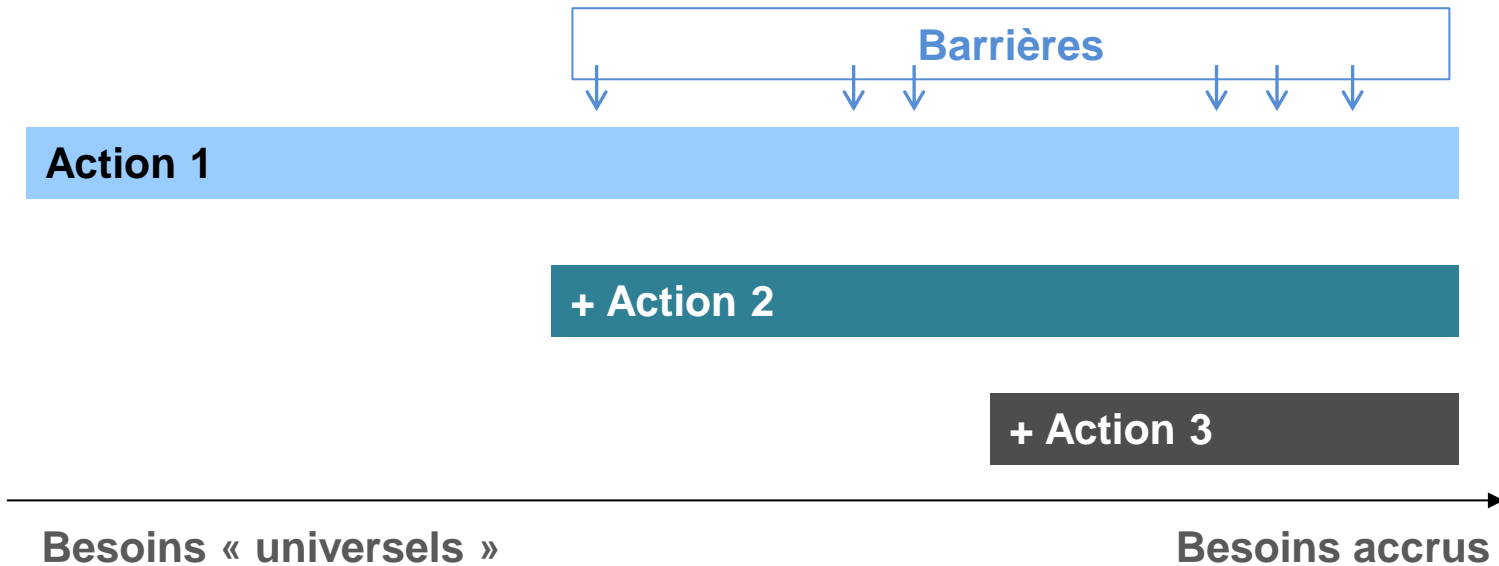 Barrières
Action 1
+ Action 2
+ Action 3
Besoins « universels »
Besoins accrus